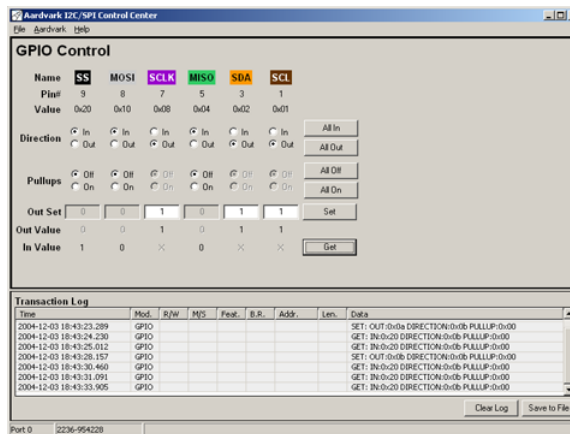 Aardvark I2C/SPI Control Center
File Aardvark Help
GPIO Control
Name SS MOSI SCLK MISO SDA SCL
Pin# 9 8 7 5 3 1
Value 0x20 0x10 0x08 0x04 0x02 0x01
Direction In In In In In In All In
Out Out Out Out Out Out All Out
Pullups Off Off Off Off Off Off All Off
On On On On On On All On
Out Set 0 0 1 0 1 1 Set
Out Value 0 0 1 0 1 1
In Value 1 0 X 0 X X Get
Transaction Log
Time Mod. R/W M/S Feat. B.R. Addr. Len. Data
2004-12-03 18:43:23.289 GPIO SET: OUT:0x0a DIRECTION:0x0b PULLUP:0x00
2004-12-03 18:43:24.230 GPIO GET: IN:0x20 DIRECTION:0x0b PULLUP:0x00
2004-12-03 18:43:25.012 GPIO GET: IN:0x20 DIRECTION:0x0b PULLUP:0x00
2004-12-03 18:43:28.157 GPIO SET: OUT:0x0b DIRECTION:0x0b PULLUP:0x00
2004-12-03 18:43:30.460 GPIO GET: IN:0x20 DIRECTION:0x0b PULLUP:0x00
2004-12-03 18:43:31.091 GPIO GET: IN:0x20 DIRECTION:0x0b PULLUP:0x00
2004-12-03 18:43:33.905 GPIO GET: IN:0x20 DIRECTION:0x0b PULLUP:0x00
Clear Log Save to File
Port 0 2236-954228